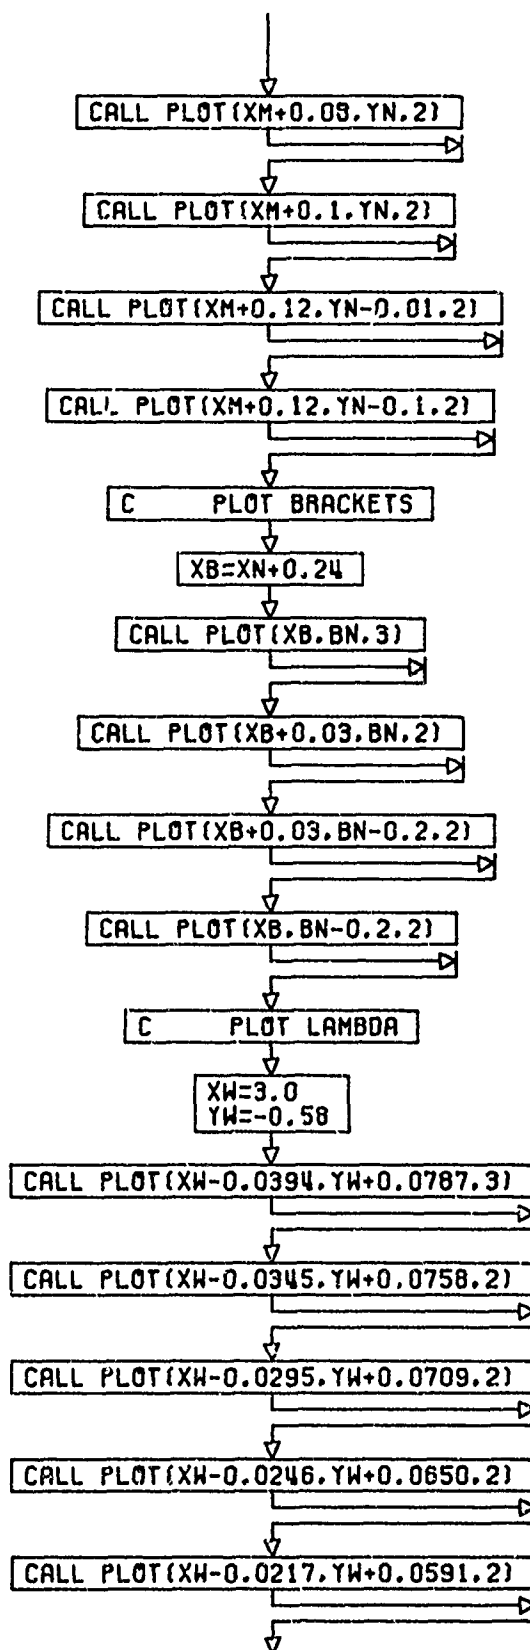 CALL PLOT(XM+0.09,YN,2)
CALL PLOT(XM+0.1,YN,2)
CALL PLOT(XM+0.12,YN-0.01,2)
CALL PLOT(XM+0.12,YN-0.1,2)
C PLOT BRACKETS
XB=XN+0.24
CALL PLOT(XB,BN,3)
CALL PLOT(XB+0.03,BN,2)
CALL PLOT(XB+0.03,BN-0.2,2)
CALL PLOT(XB,BN-0.2,2)
C PLOT LAMBDA
XW=3.0
YW=-0.58
CALL PLOT(XW-0.0394,YW+0.0787,3)
CALL PLOT(XW-0.0345,YW+0.0758,2)
CALL PLOT(XW-0.0295,YW+0.0709,2)
CALL PLOT(XW-0.0246,YW+0.0650,2)
CALL PLOT(XW-0.0217,YW+0.0591,2)